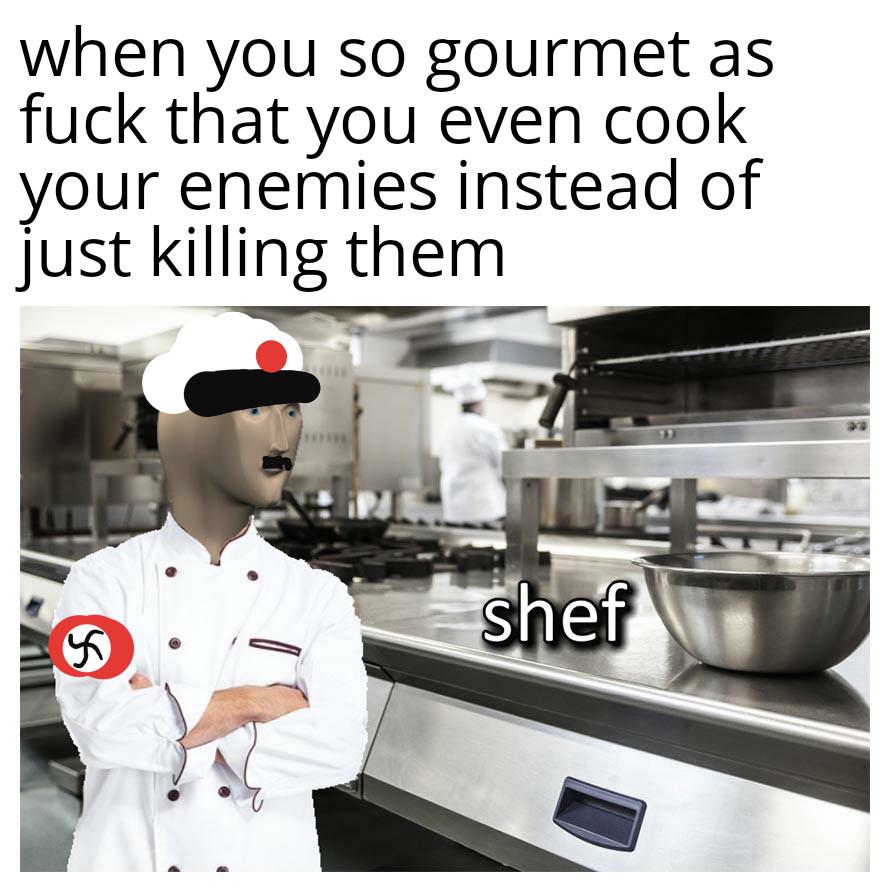 when you so gourmet as
fuck that you even cook
your enemies instead of
just killing them
shef